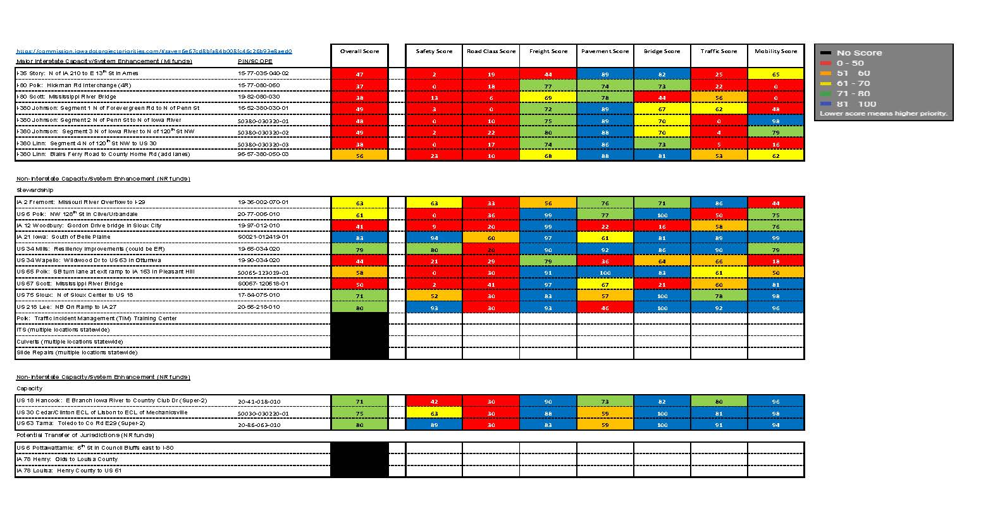 https://commission.iowadotprojectpriorities.com/#save=6e67cd8bfa84b008fc46c26b93e8aed0 Overall Score Safety Score Road Class Score Freight Score Pavement Score Bridge Score Traffic Score Mobility Score
Major Interstate Capacity/System Enhancement (MI funds) PIN/SCOPE
I-35 Story: N of IA 210 to E 13th St in Ames 15-77-035-040-02 47 2 19 44 89 82 25 65
I-80 Polk: Hickman Rd Interchange (4R) 15-77-080-060 37 0 18 77 74 73 22 0
I-80 Scott: Mississippi River Bridge 19-82-080-030 38 13 6 69 78 44 56 0
I-380 Johnson: Segment 1 N of Forevergreen Rd to N of Penn St 16-52-380-030-01 49 3 0 72 89 67 62 48
I-380 Johnson: Segment 2 N of Penn St to N of Iowa River S0380-030320-01 48 0 10 75 89 70 0 98
I-380 Johnson: Segment 3 N of Iowa River to N of 120th St NW S0380-030320-02 49 2 22 80 88 70 4 79
I-380 Linn: Segment 4 N of 120th St NW to US 30 S0380-030320-03 38 0 17 74 86 73 5 16
I-380 Linn: Blairs Ferry Road to County Home Rd (add lanes) 96-57-380-050-03 56 23 10 68 88 81 53 62
Non-Interstate Capacity/System Enhancement (NR funds)
Stewardship
IA 2 Fremont: Missouri River Overflow to I-29 19-36-002-070-01 63 63 33 56 76 71 86 44
US 6 Polk: NW 128th St in Clive/Urbandale 20-77-006-010 61 0 36 99 77 100 50 75
IA 12 Woodbury: Gordon Drive bridge in Sioux City 19-97-012-010 41 9 20 99 22 16 58 76
IA 21 Iowa: South of Belle Plaine S0021-012419-01 83 94 60 97 61 81 89 99
US 34 Mills: Resiliency Improvements (could be ER) 19-65-034-020 79 80 20 90 92 86 90 79
US 34 Wapello: Wildwood Dr to US 63 in Ottumwa 19-90-034-020 44 21 29 79 36 64 66 18
US 65 Polk: SB turn lane at exit ramp to IA 163 in Pleasant Hill S0065-123019-01 58 0 30 91 100 83 61 50
US 67 Scott: Mississippi River Bridge S0067-120618-01 50 2 41 97 67 21 60 81
US 75 Sioux: N of Sioux Center to US 18 17-84-075-010 71 52 30 83 57 100 78 98
US 218 Lee: NB On Ramp to IA 27 20-56-218-010 80 93 30 93 46 100 92 96
Polk: Traffic Incident Management (TIM) Training Center
ITS (multiple locations statewide)
Culverts (multiple locations statewide)
Slide Repairs (multiple locations statewide)
Non-Interstate Capacity/System Enhancement (NR funds)
Capacity
US 18 Hancock: E Branch Iowa River to Country Club Dr (Super-2) 20-41-018-010 71 42 30 90 73 82 80 96
US 30 Cedar/Clinton ECL of Lisbon to ECL of Mechanicsville S0030-030220-01 75 63 30 88 59 100 81 98
US 63 Tama: Toledo to Co Rd E29 (Super-2) 20-86-063-010 80 89 30 83 59 100 91 94
Potential Transfer of Jurisdictions (NR funds)
US 6 Pottawattamie: 6th St in Council Bluffs east to I-80
IA 78 Henry: Olds to Louisa County
IA 78 Louisa: Henry County to US 61
No Score
0 - 50
51 60
61 - 70
71 - 80
81 100
Lower score means higher priority.